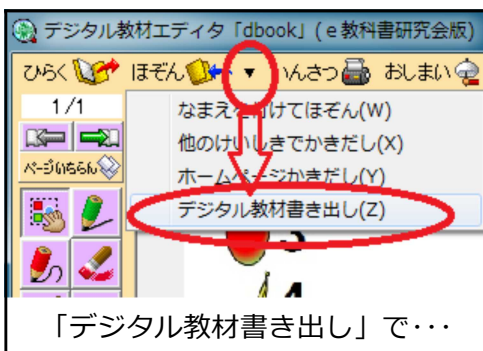 デジタル教材エディタ「dbook」(e教科書研究会版)
ひらく ほぞん ▼ いんさつ おしまい
1/1
なまえを付けてほぞん(W)
他のけいしきでかきだし(X)
ページいちらん
ホームページかきだし(Y)
デジタル教材書き出し(Z)
3
4
「デジタル教材書き出し」で・・・